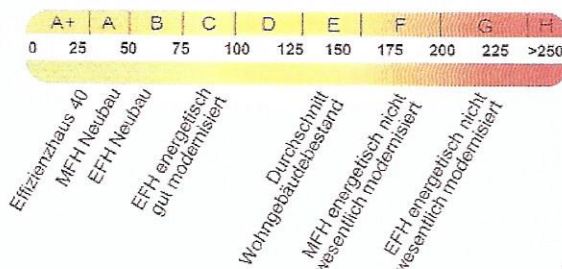 A+ A B C D E F G H
0 25 50 75 100 125 150 175 200 225 >250
Effizienzhaus 40
MFH Neubau
EFH Neubau
EFH energetisch
gut modernisiert
Durchschnitt
Wohngebäudebestand
MFH energetisch nicht
wesentlich modernisiert
EFH energetisch nicht
wesentlich modernisiert